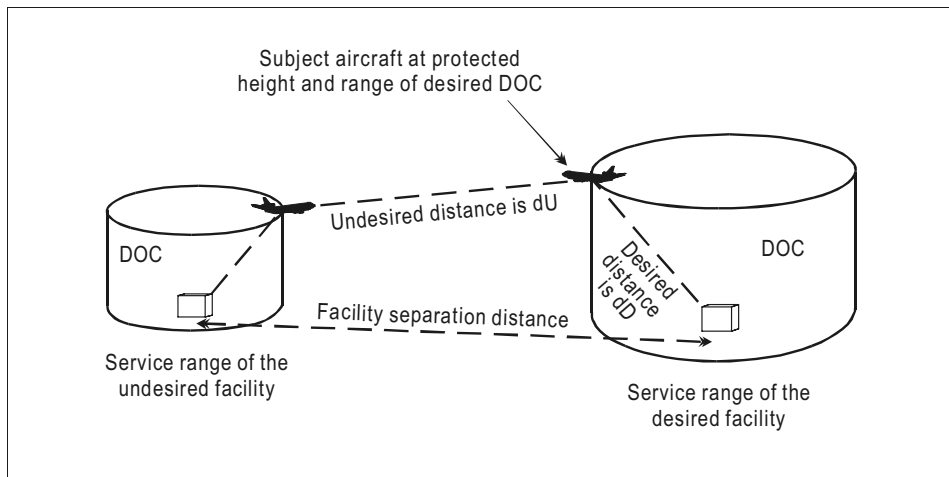 Subject aircraft at protected
height and range of desired DOC
Undesired distance is dU
DOC
DOC
Desired
distance
is dD
Facility separation distance
Service range of the
undesired facility
Service range of the
desired facility